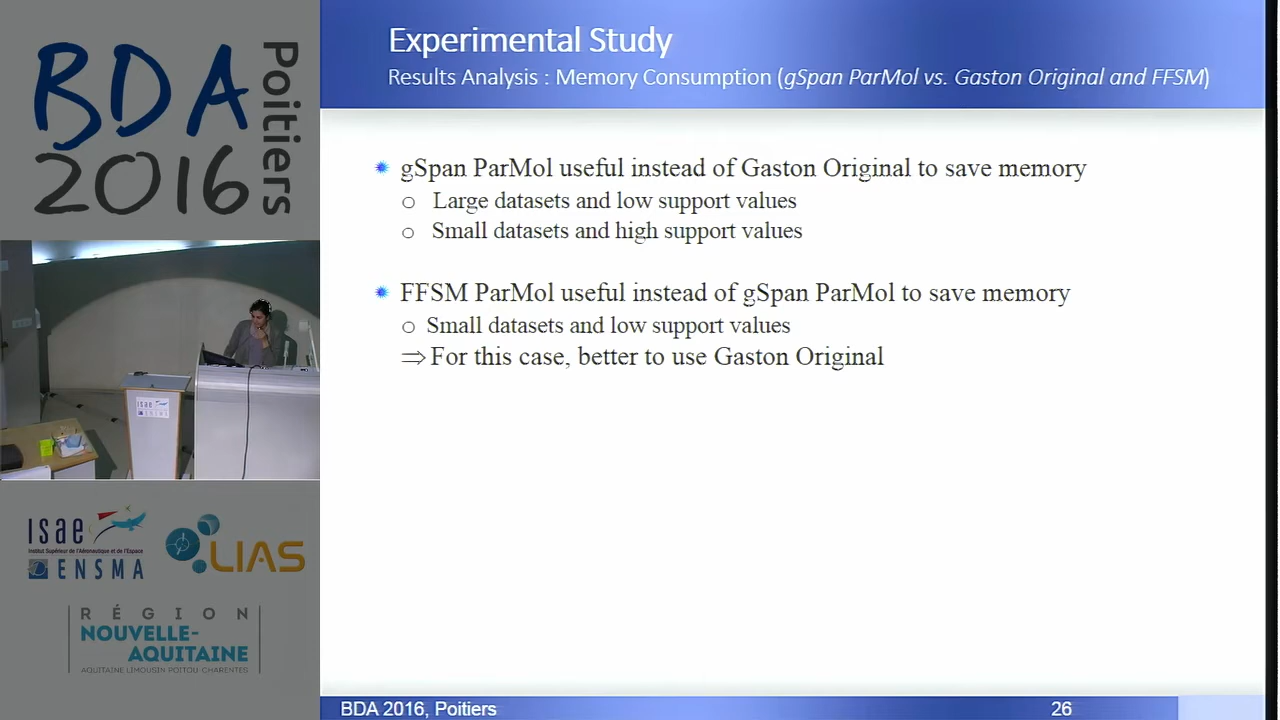 BDA
Poitiers
2016
Experimental Study
Results Analysis : Memory Consumption (gSpan ParMol vs. Gaston Original and FFSM)
gSpan ParMol useful instead of Gaston Original to save memory
Large datasets and low support values
Small datasets and high support values
FFSM ParMol useful instead of gSpan ParMol to save memory
Small datasets and low support values
⇒ For this case, better to use Gaston Original
isae
ENSMA
isae
Institut Supérieur de l'Aéronautique et de l'Espace
ENSMA
LIAS
RÉGION
NOUVELLE-
AQUITAINE
AQUITAINE LIMOUSIN POITOU-CHARENTES
BDA 2016, Poitiers
26